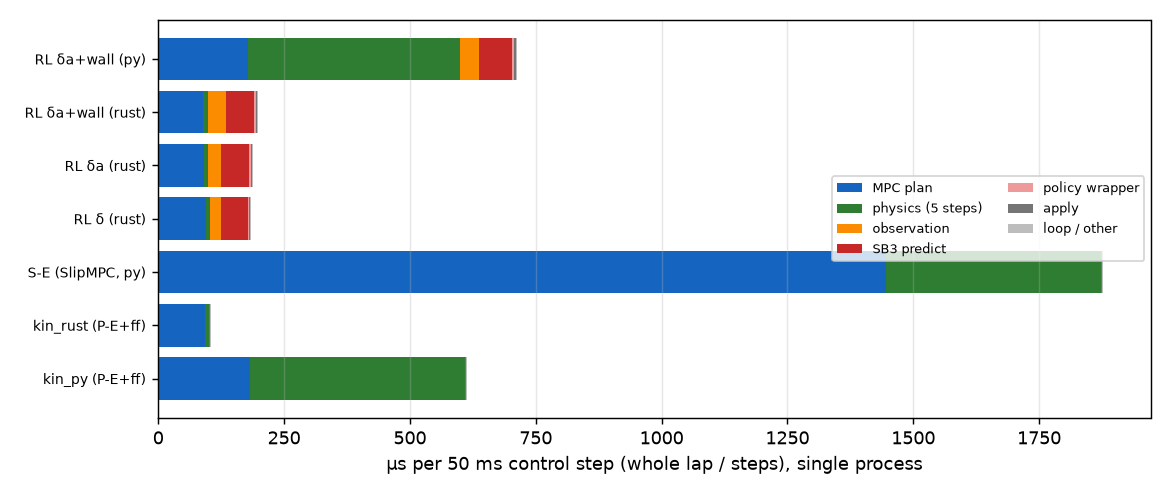 RL δa+wall (py)
RL δa+wall (rust)
RL δa (rust)
RL δ (rust)
S-E (SlipMPC, py)
kin_rust (P-E+ff)
kin_py (P-E+ff)
MPC plan
physics (5 steps)
observation
SB3 predict
policy wrapper
apply
loop / other
0 250 500 750 1000 1250 1500 1750
µs per 50 ms control step (whole lap / steps), single process